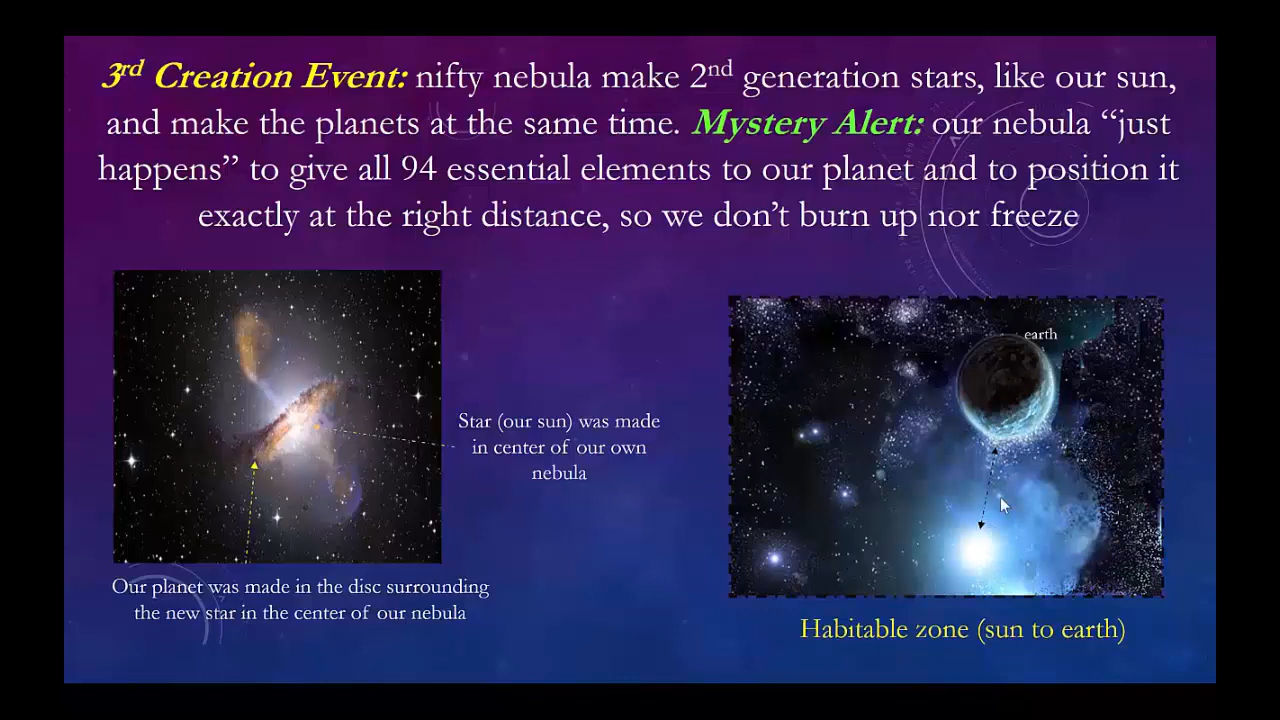 3rd Creation Event: nifty nebula make 2nd generation stars, like our sun,
and make the planets at the same time. Mystery Alert: our nebula “just
happens” to give all 94 essential elements to our planet and to position it
exactly at the right distance, so we don’t burn up nor freeze
earth
Star (our sun) was made
in center of our own
nebula
Our planet was made in the disc surrounding
the new star in the center of our nebula
Habitable zone (sun to earth)